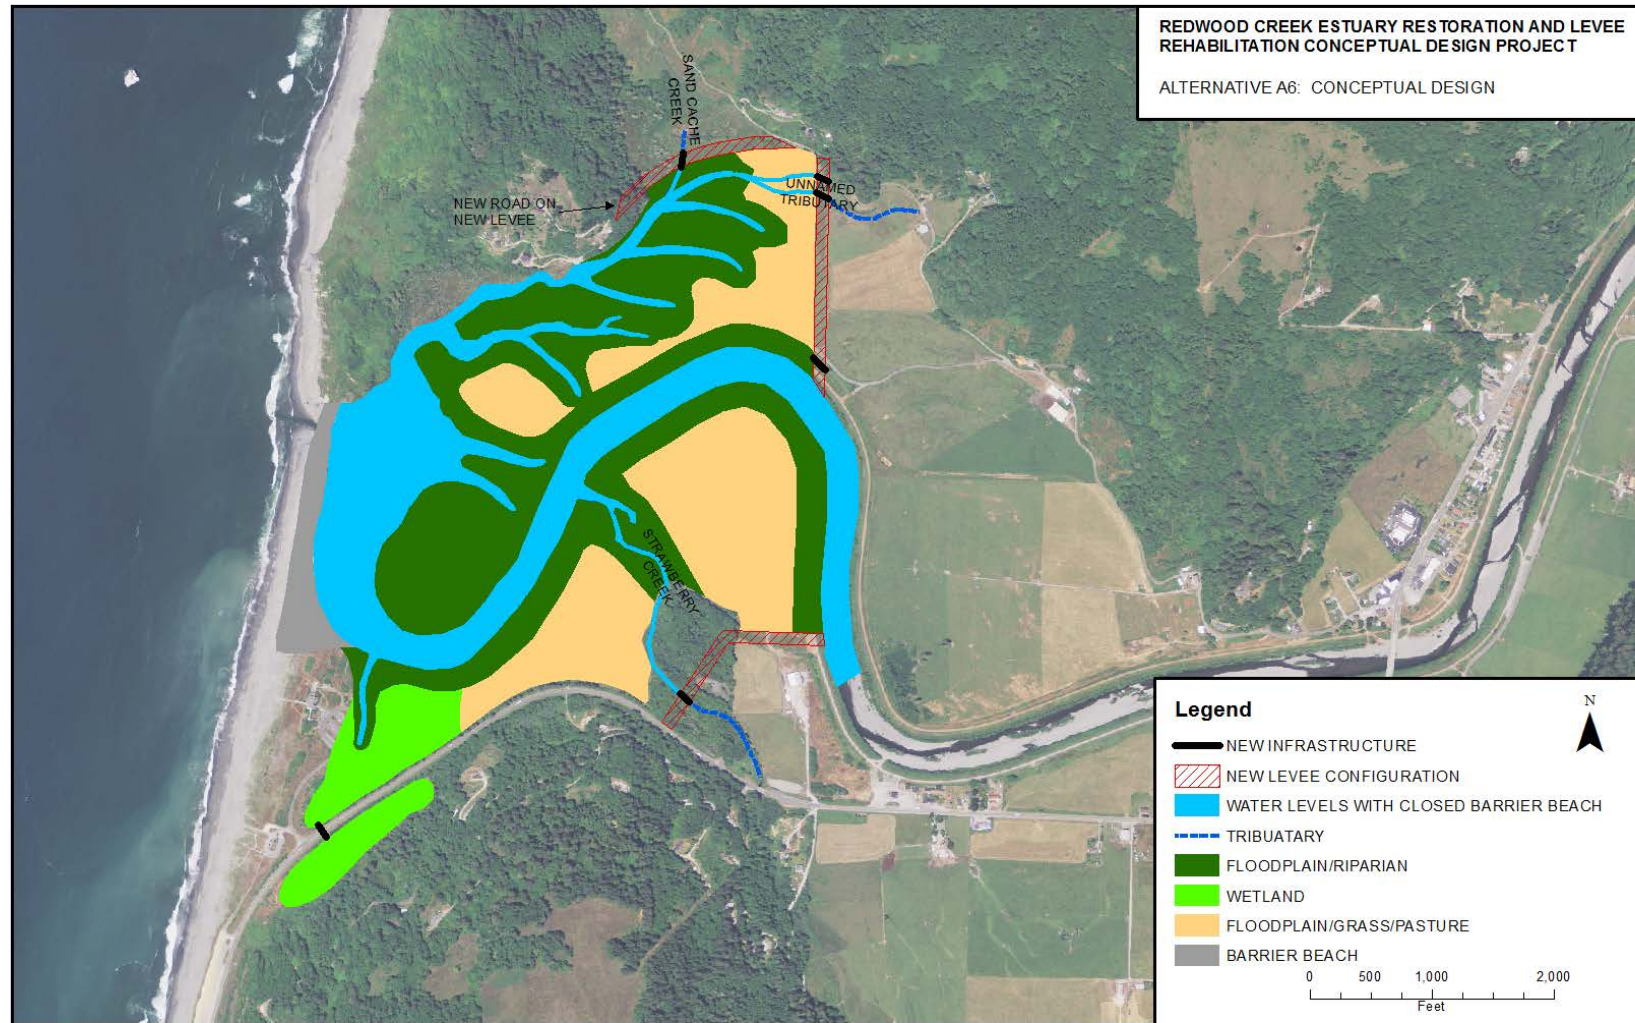 REDWOOD CREEK ESTUARY RESTORATION AND LEVEE
REHABILITATION CONCEPTUAL DESIGN PROJECT
ALTERNATIVE A6: CONCEPTUAL DESIGN
SAND CACHE
CREEK
UNNAMED
TRIBUTARY
NEW ROAD ON
NEW LEVEE
STRAWBERRY
CREEK
Legend
N
NEW INFRASTRUCTURE
NEW LEVEE CONFIGURATION
WATER LEVELS WITH CLOSED BARRIER BEACH
TRIBUATARY
FLOODPLAIN/RIPARIAN
WETLAND
FLOODPLAIN/GRASS/PASTURE
BARRIER BEACH
0 500 1,000 2,000
Feet